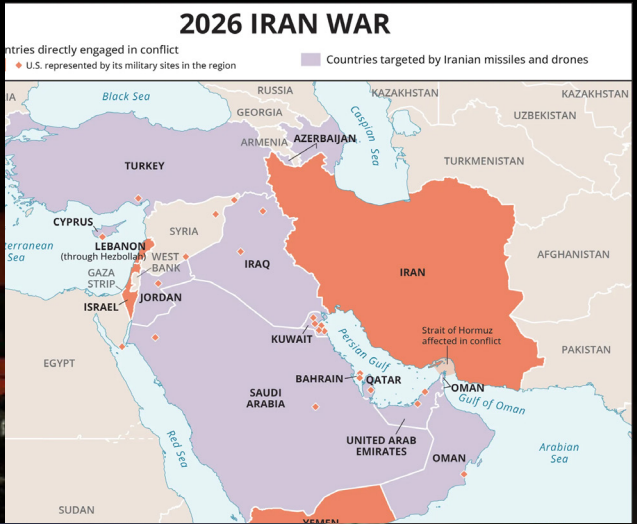 2026 IRAN WAR
ntries directly engaged in conflict
U.S. represented by its military sites in the region
Countries targeted by Iranian missiles and drones
RUSSIA
KAZAKHSTAN
KAZAKHSTAN
Black Sea
IA
GEORGIA
Caspian
Sea
UZBEKISTAN
ARMENIA
AZERBAIJAN
TURKEY
TURKMENISTAN
CYPRUS
SYRIA
terranean
Sea
LEBANON
(through Hezbollah)
WEST
BANK
IRAQ
IRAN
AFGHANISTAN
GAZA
STRIP
JORDAN
ISRAEL
KUWAIT
Persian Gulf
Strait of Hormuz
affected in conflict
PAKISTAN
EGYPT
BAHRAIN
QATAR
OMAN
SAUDI
ARABIA
Gulf of Oman
Red Sea
UNITED ARAB
EMIRATES
OMAN
Arabian
Sea
SUDAN
YEMEN